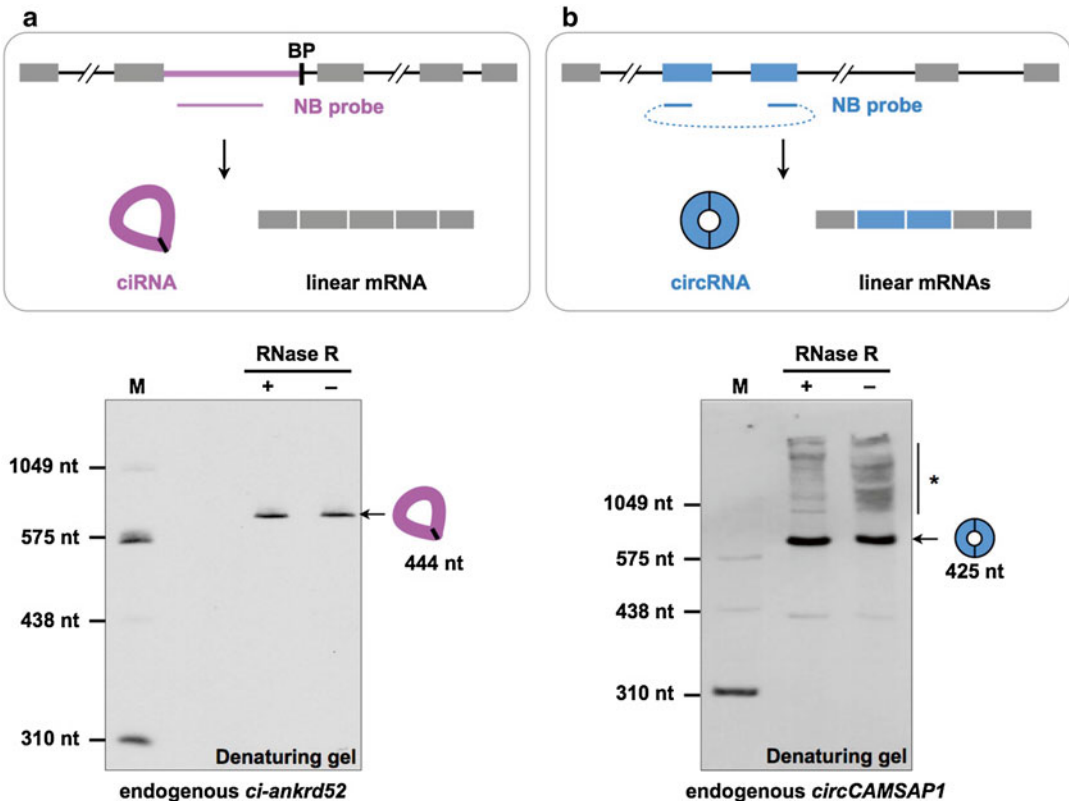 a
BP
NB probe
ciRNA
linear mRNA
RNase R
M + –
1049 nt
575 nt
444 nt
438 nt
310 nt
Denaturing gel
endogenous ci-ankrd52
b
NB probe
circRNA
linear mRNAs
RNase R
M + –
*
1049 nt
575 nt
425 nt
438 nt
310 nt
Denaturing gel
endogenous circCAMSAP1